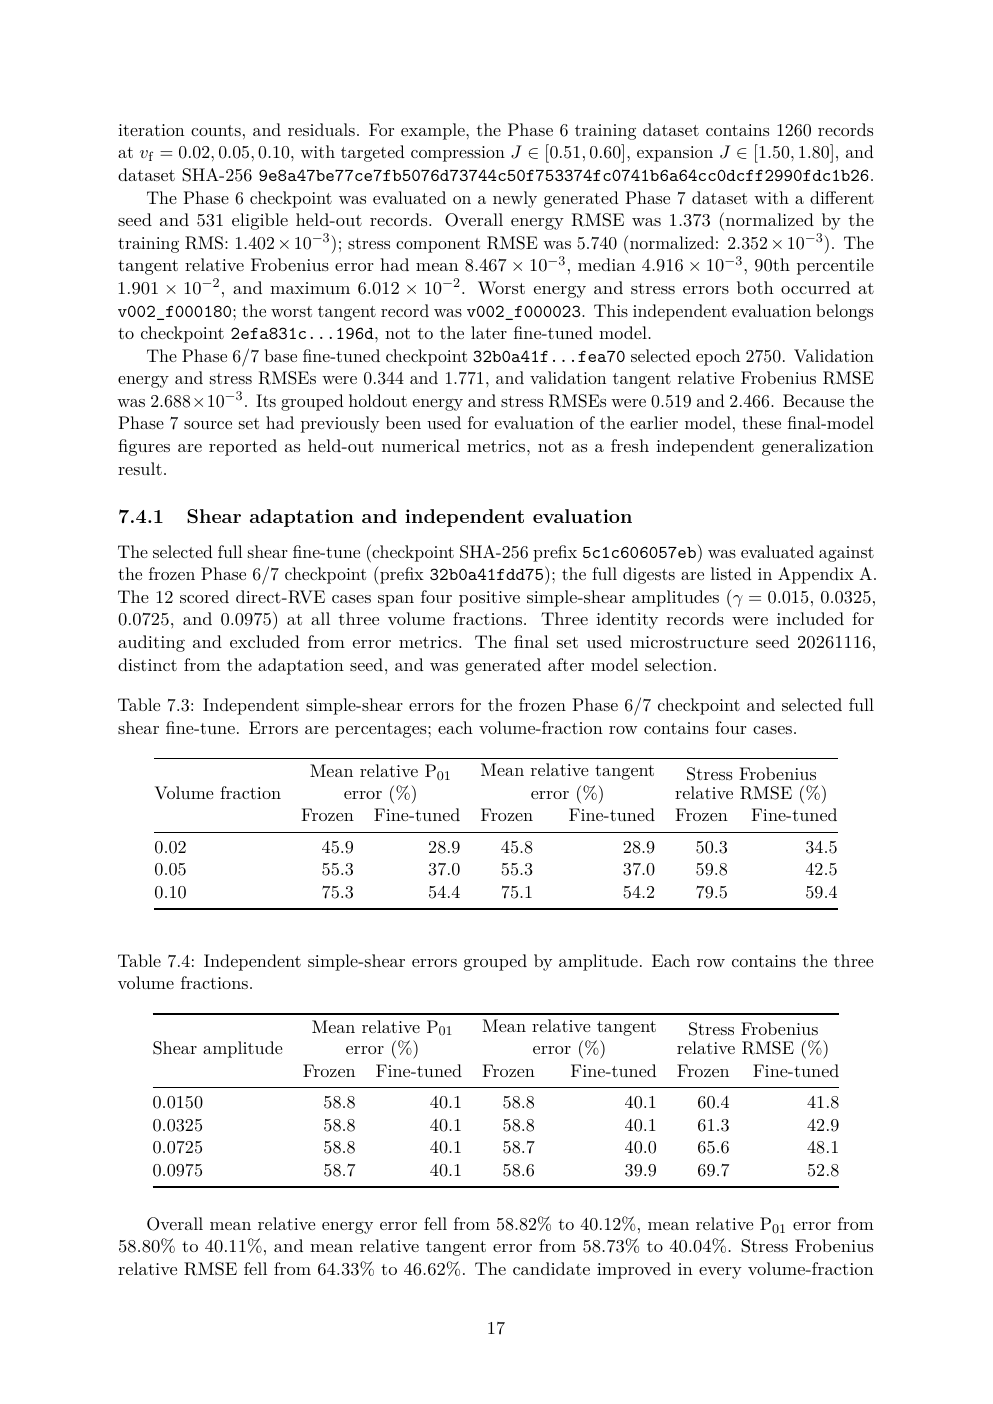 iteration counts, and residuals. For example, the Phase 6 training dataset contains 1260 records
at v_f = 0.02, 0.05, 0.10, with targeted compression J ∈ [0.51, 0.60], expansion J ∈ [1.50, 1.80], and
dataset SHA-256 9e8a47be77ce7fb5076d73744c50f753374fc0741b6a64cc0dcff2990fdc1b26.
The Phase 6 checkpoint was evaluated on a newly generated Phase 7 dataset with a different
seed and 531 eligible held-out records. Overall energy RMSE was 1.373 (normalized by the
training RMS: 1.402 × 10⁻³); stress component RMSE was 5.740 (normalized: 2.352 × 10⁻³). The
tangent relative Frobenius error had mean 8.467 × 10⁻³, median 4.916 × 10⁻³, 90th percentile
1.901 × 10⁻², and maximum 6.012 × 10⁻². Worst energy and stress errors both occurred at
v002_f000180; the worst tangent record was v002_f000023. This independent evaluation belongs
to checkpoint 2efa831c...196d, not to the later fine-tuned model.
The Phase 6/7 base fine-tuned checkpoint 32b0a41f...fea70 selected epoch 2750. Validation
energy and stress RMSEs were 0.344 and 1.771, and validation tangent relative Frobenius RMSE
was 2.688×10⁻³. Its grouped holdout energy and stress RMSEs were 0.519 and 2.466. Because the
Phase 7 source set had previously been used for evaluation of the earlier model, these final-model
figures are reported as held-out numerical metrics, not as a fresh independent generalization
result.
7.4.1 Shear adaptation and independent evaluation
The selected full shear fine-tune (checkpoint SHA-256 prefix 5c1c606057eb) was evaluated against
the frozen Phase 6/7 checkpoint (prefix 32b0a41fdd75); the full digests are listed in Appendix A.
The 12 scored direct-RVE cases span four positive simple-shear amplitudes (γ = 0.015, 0.0325,
0.0725, and 0.0975) at all three volume fractions. Three identity records were included for
auditing and excluded from error metrics. The final set used microstructure seed 20261116,
distinct from the adaptation seed, and was generated after model selection.
Table 7.3: Independent simple-shear errors for the frozen Phase 6/7 checkpoint and selected full
shear fine-tune. Errors are percentages; each volume-fraction row contains four cases.
Mean relative P₀₁ Mean relative tangent Stress Frobenius
Volume fraction error (%) error (%) relative RMSE (%)
Frozen Fine-tuned Frozen Fine-tuned Frozen Fine-tuned
0.02 45.9 28.9 45.8 28.9 50.3 34.5
0.05 55.3 37.0 55.3 37.0 59.8 42.5
0.10 75.3 54.4 75.1 54.2 79.5 59.4
Table 7.4: Independent simple-shear errors grouped by amplitude. Each row contains the three
volume fractions.
Mean relative P₀₁ Mean relative tangent Stress Frobenius
Shear amplitude error (%) error (%) relative RMSE (%)
Frozen Fine-tuned Frozen Fine-tuned Frozen Fine-tuned
0.0150 58.8 40.1 58.8 40.1 60.4 41.8
0.0325 58.8 40.1 58.8 40.1 61.3 42.9
0.0725 58.8 40.1 58.7 40.0 65.6 48.1
0.0975 58.7 40.1 58.6 39.9 69.7 52.8
Overall mean relative energy error fell from 58.82% to 40.12%, mean relative P₀₁ error from
58.80% to 40.11%, and mean relative tangent error from 58.73% to 40.04%. Stress Frobenius
relative RMSE fell from 64.33% to 46.62%. The candidate improved in every volume-fraction
17